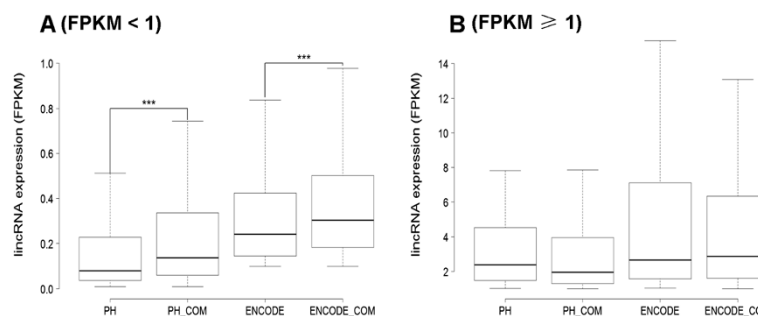 A (FPKM < 1)
lincRNA expression (FPKM)
1.0
0.8
0.6
0.4
0.2
0.0
***
***
PH
PH_COM
ENCODE
ENCODE_COM
B (FPKM ≥ 1)
lincRNA expression (FPKM)
14
12
10
8
6
4
2
PH
PH_COM
ENCODE
ENCODE_CO